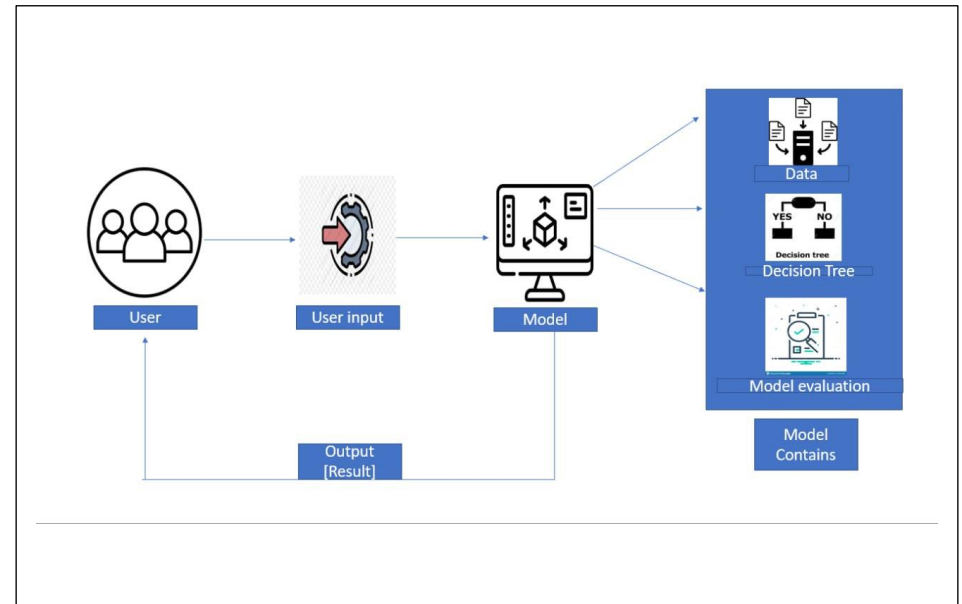 Data
YES NO
Decision tree
Decision Tree
User
User input
Model
Model evaluation
Output
[Result]
Model
Contains